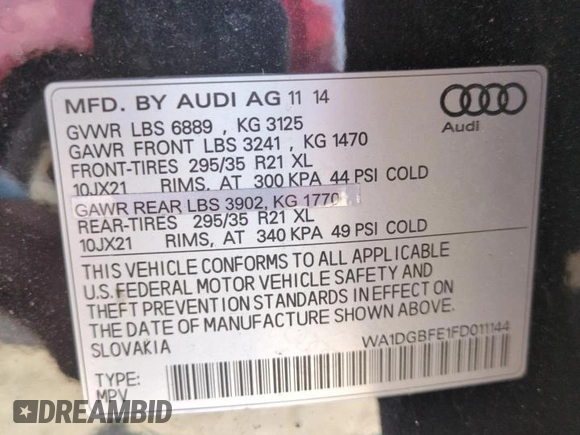 MFD. BY AUDI AG 11 14
Audi
GVWR LBS 6889 , KG 3125
GAWR FRONT LBS 3241 , KG 1470
FRONT-TIRES 295/35 R21 XL
10JX21 RIMS, AT 300 KPA 44 PSI COLD
GAWR REAR LBS 3902, KG 1770
REAR-TIRES 295/35 R21 XL
10JX21 RIMS, AT 340 KPA 49 PSI COLD
THIS VEHICLE CONFORMS TO ALL APPLICABLE
U.S. FEDERAL MOTOR VEHICLE SAFETY AND
THEFT PREVENTION STANDARDS IN EFFECT ON
THE DATE OF MANUFACTURE SHOWN ABOVE.
SLOVAKIA
WA1DGBFE1FD011144
TYPE:
MPV
DREAMBID